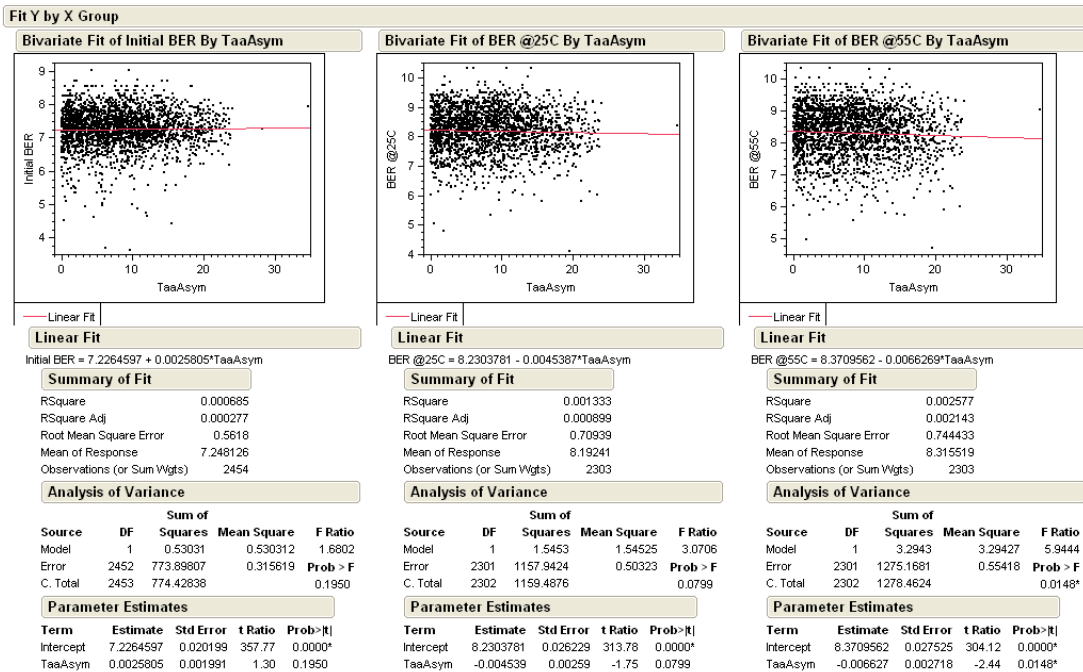 Fit Y by X Group
Bivariate Fit of Initial BER By TaaAsym
9
8
7
6
5
4
Initial BER
0 10 20 30
TaaAsym
Linear Fit
Linear Fit
Initial BER = 7.2264597 + 0.0025805*TaaAsym
Summary of Fit
RSquare 0.000685
RSquare Adj 0.000277
Root Mean Square Error 0.5618
Mean of Response 7.248126
Observations (or Sum Wgts) 2454
Analysis of Variance
Sum of
Source DF Squares Mean Square F Ratio
Model 1 0.53031 0.530312 1.6802
Error 2452 773.89807 0.315619 Prob > F
C. Total 2453 774.42838 0.1950
Parameter Estimates
Term Estimate Std Error t Ratio Prob>|t|
Intercept 7.2264597 0.020199 357.77 0.0000*
TaaAsym 0.0025805 0.001991 1.30 0.1950
Bivariate Fit of BER @25C By TaaAsym
10
9
8
7
6
5
4
BER @25C
0 10 20 30
TaaAsym
Linear Fit
Linear Fit
BER @25C = 8.2303781 - 0.0045387*TaaAsym
Summary of Fit
RSquare 0.001333
RSquare Adj 0.000899
Root Mean Square Error 0.70939
Mean of Response 8.19241
Observations (or Sum Wgts) 2303
Analysis of Variance
Sum of
Source DF Squares Mean Square F Ratio
Model 1 1.5453 1.54525 3.0706
Error 2301 1157.9424 0.50323 Prob > F
C. Total 2302 1159.4876 0.0799
Parameter Estimates
Term Estimate Std Error t Ratio Prob>|t|
Intercept 8.2303781 0.026229 313.78 0.0000*
TaaAsym -0.004539 0.00259 -1.75 0.0799
Bivariate Fit of BER @55C By TaaAsym
10
9
8
7
6
5
BER @55C
0 10 20 30
TaaAsym
Linear Fit
Linear Fit
BER @55C = 8.3709562 - 0.0066269*TaaAsym
Summary of Fit
RSquare 0.002577
RSquare Adj 0.002143
Root Mean Square Error 0.744433
Mean of Response 8.315519
Observations (or Sum Wgts) 2303
Analysis of Variance
Sum of
Source DF Squares Mean Square F Ratio
Model 1 3.2943 3.29427 5.9444
Error 2301 1275.1681 0.55418 Prob > F
C. Total 2302 1278.4624 0.0148*
Parameter Estimates
Term Estimate Std Error t Ratio Prob>|t|
Intercept 8.3709562 0.027525 304.12 0.0000*
TaaAsym -0.006627 0.002718 -2.44 0.0148*